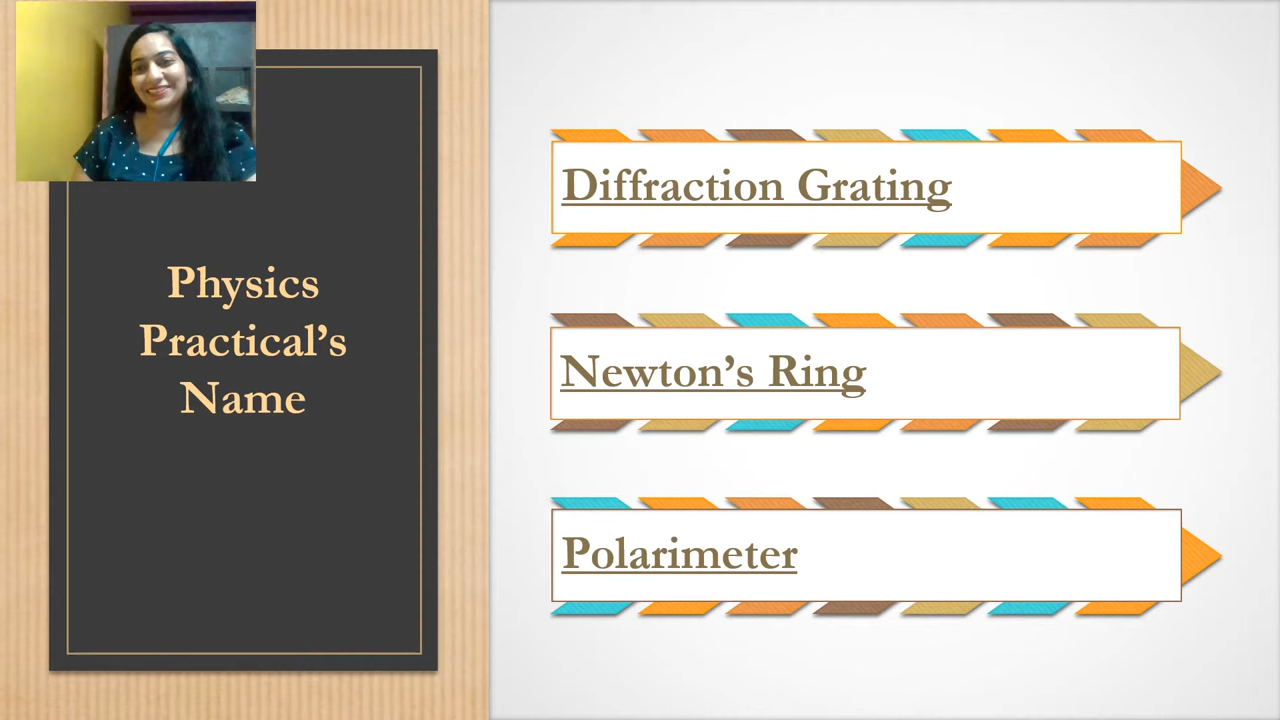 Physics
Practical’s
Name
Diffraction Grating
Newton’s Ring
Polarimeter